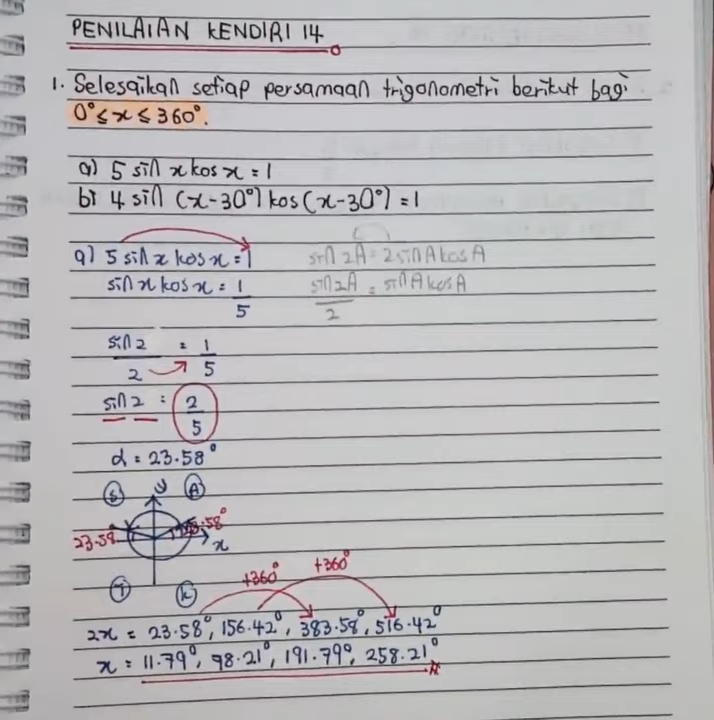 PENILAIAN KENDIRI 14
1. Selesaikan setiap persamaan trigonometri berikut bagi
0° ≤ x ≤ 360°.
a) 5 sin x kos x = 1
b) 4 sin (x-30°) kos (x-30°) = 1
a) 5 sin x kos x = 1 sin 2A = 2 sin A kos A
sin x kos x = 1/5 sin 2A/2 = sin A kos A
sin 2/2 = 1/5
sin 2 = 2/5
α = 23.58°
S y A
23.58° 23.58°
x
T K
+360° +360°
2x = 23.58°, 156.42°, 383.58°, 516.42°
x = 11.79°, 78.21°, 191.79°, 258.21°